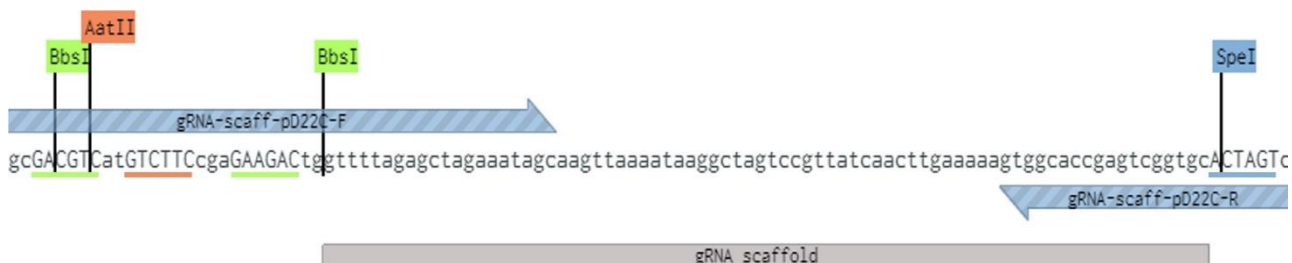 AatII
BbsI BbsI SpeI
gRNA-scaff-pD22C-F
gcGACGTCatGTCTTCcgaGAAGACtggttttagagctagaaatagcaagttaaaataaggctagtccgttatcaacttgaaaaagtggcaccgagtcggtgcACTAGTc
gRNA-scaff-pD22C-R
gRNA scaffold